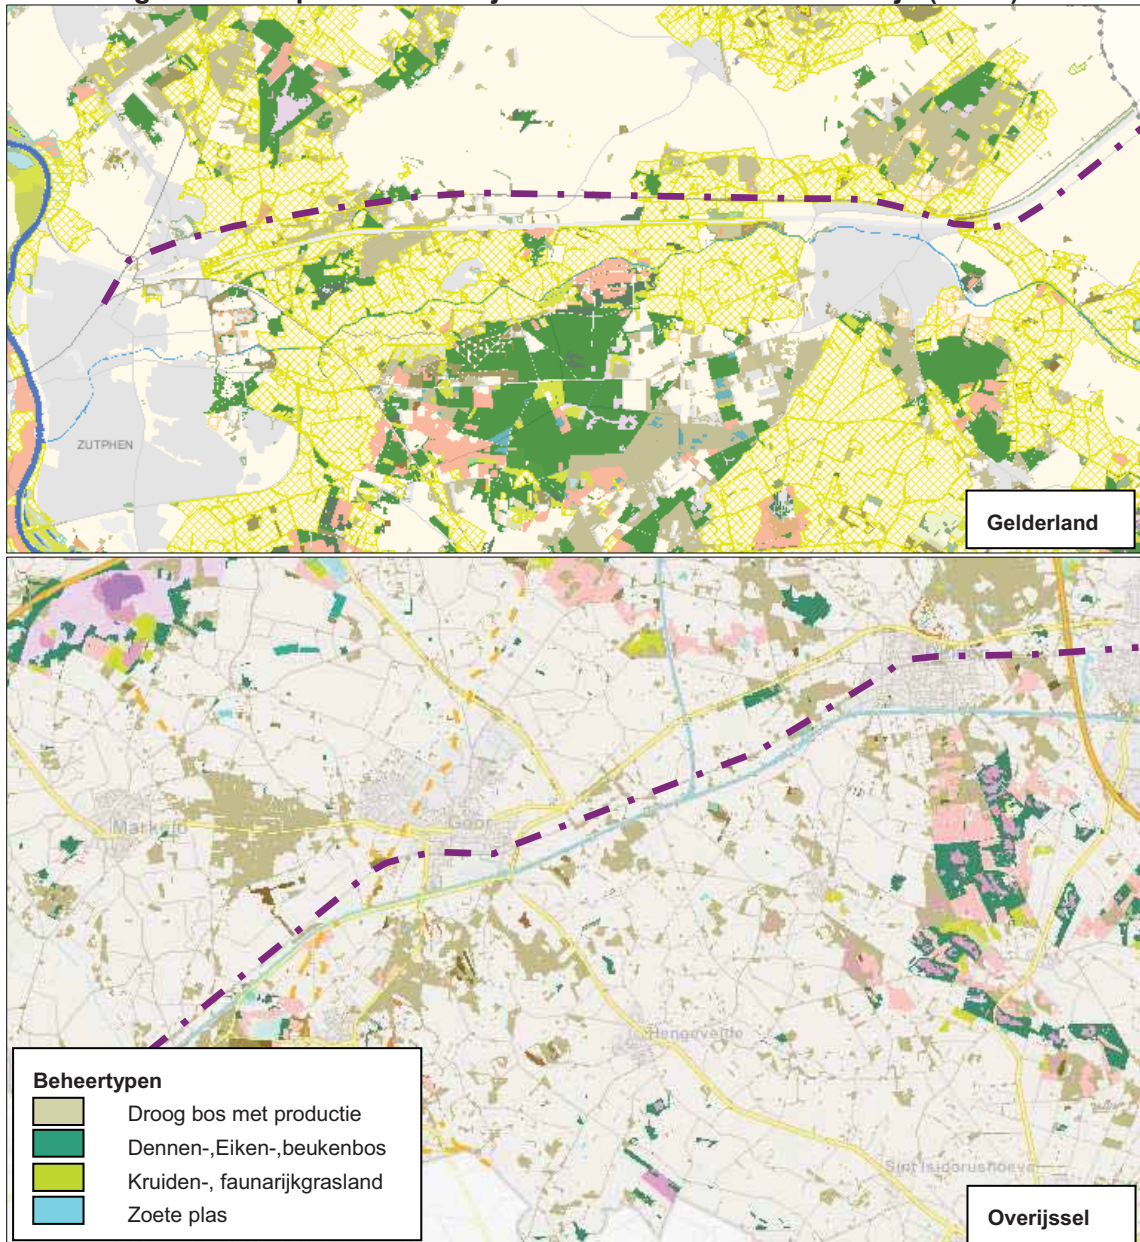 ZUTPHEN
Gelderland
Markelo
Goor
Hengevelde
Sint Isidorushoeve
Beheertypen
Droog bos met productie
Dennen-,Eiken-,beukenbos
Kruiden-, faunarijkgrasland
Zoete plas
Overijssel